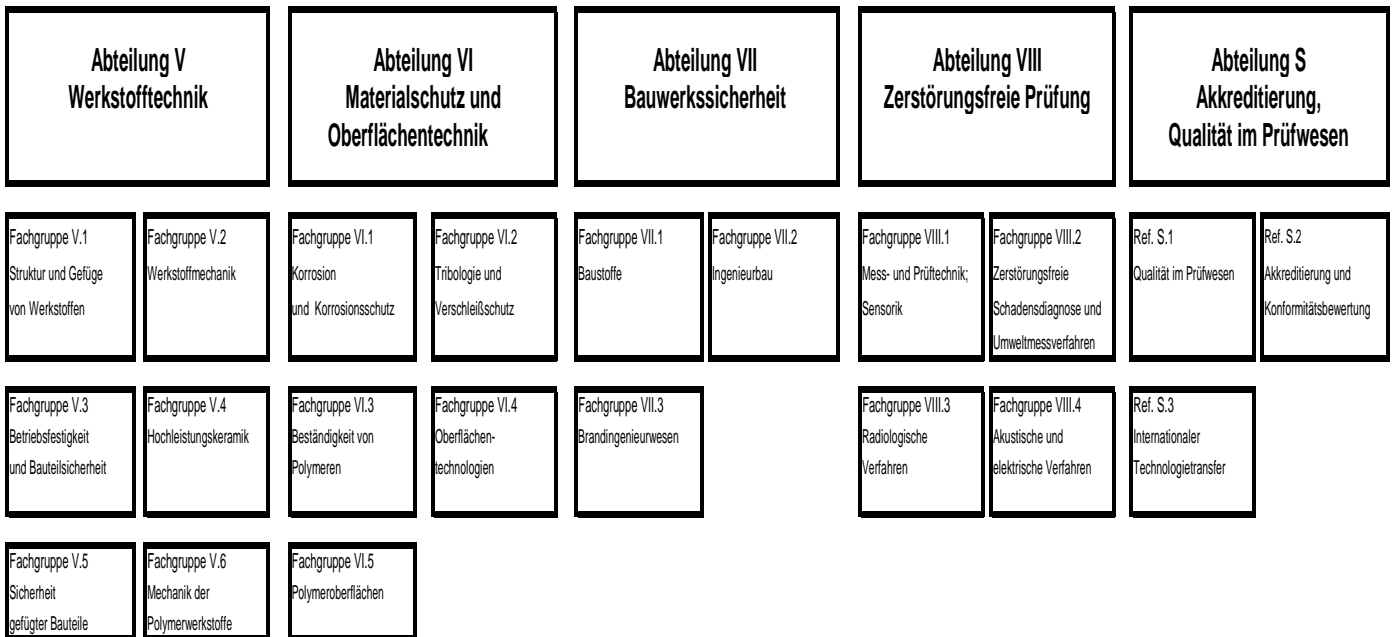 Abteilung V
Werkstofftechnik
Abteilung VI
Materialschutz und
Oberflächentechnik
Abteilung VII
Bauwerkssicherheit
Abteilung VIII
Zerstörungsfreie Prüfung
Abteilung S
Akkreditierung,
Qualität im Prüfwesen
Fachgruppe V.1
Struktur und Gefüge
von Werkstoffen
Fachgruppe V.2
Werkstoffmechanik
Fachgruppe VI.1
Korrosion
und Korrosionsschutz
Fachgruppe VI.2
Tribologie und
Verschleißschutz
Fachgruppe VII.1
Baustoffe
Fachgruppe VII.2
Ingenieurbau
Fachgruppe VIII.1
Mess- und Prüftechnik;
Sensorik
Fachgruppe VIII.2
Zerstörungsfreie
Schadensdiagnose und
Umweltmessverfahren
Ref. S.1
Qualität im Prüfwesen
Ref. S.2
Akkreditierung und
Konformitätsbewertung
Fachgruppe V.3
Betriebsfestigkeit
und Bauteilsicherheit
Fachgruppe V.4
Hochleistungskeramik
Fachgruppe VI.3
Beständigkeit von
Polymeren
Fachgruppe VI.4
Oberflächen-
technologien
Fachgruppe VII.3
Brandingenieurwesen
Fachgruppe VIII.3
Radiologische
Verfahren
Fachgruppe VIII.4
Akustische und
elektrische Verfahren
Ref. S.3
Internationaler
Technologietransfer
Fachgruppe V.5
Sicherheit
gefügter Bauteile
Fachgruppe V.6
Mechanik der
Polymerwerkstoffe
Fachgruppe VI.5
Polymeroberflächen